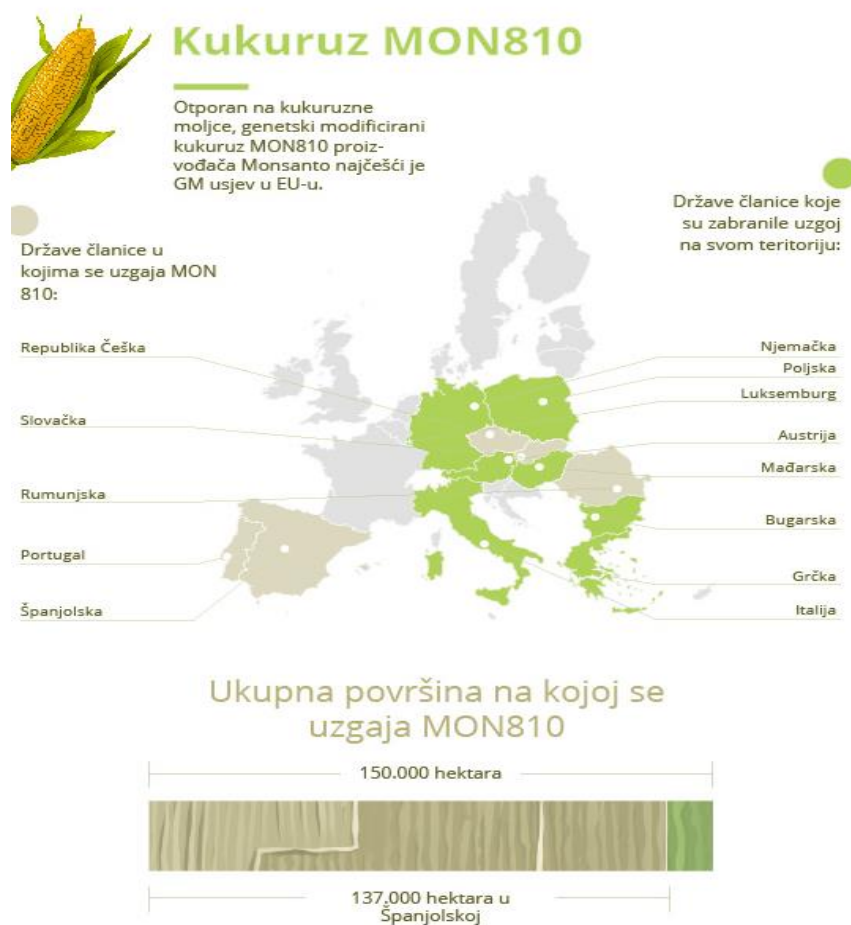 Kukuruz MON810
Otporan na kukuruzne
moljce, genetski modificirani
kukuruz MON810 proiz-
vođača Monsanto najčešći je
GM usjev u EU-u.
Države članice u
kojima se uzgaja MON
810:
Republika Češka
Slovačka
Rumunjska
Portugal
Španjolska
Države članice koje
su zabranile uzgoj
na svom teritoriju:
Njemačka
Poljska
Luksemburg
Austrija
Mađarska
Bugarska
Grčka
Italija
Ukupna površina na kojoj se
uzgaja MON810
150.000 hektara
137.000 hektara u
Španjolskoj